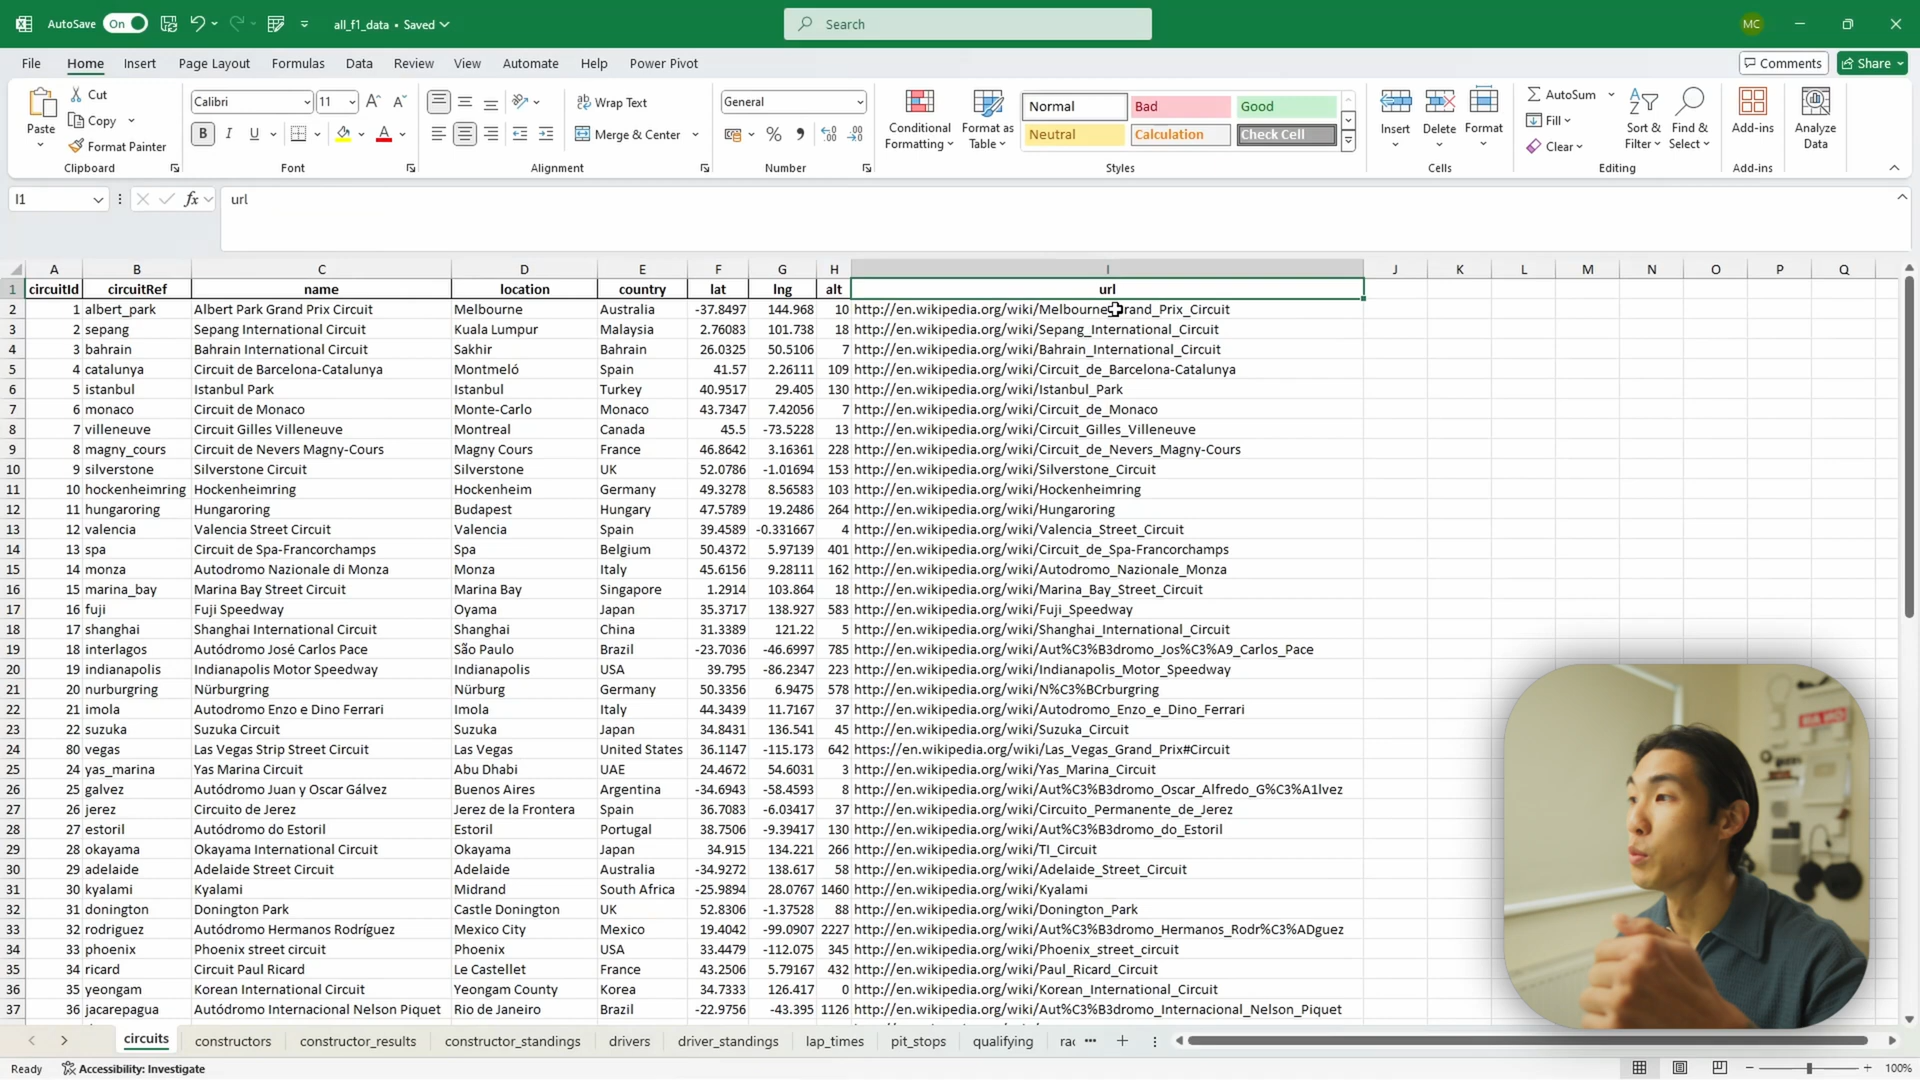 AutoSave On all_f1_data • Saved Search MC
File Home Insert Page Layout Formulas Data Review View Automate Help Power Pivot Comments Share
Paste Cut Copy Format Painter Clipboard
Calibri 11 B I U A Font
Wrap Text Merge & Center Alignment
General % Number
Conditional Formatting Format as Table Normal Bad Good Neutral Calculation Check Cell Styles
Insert Delete Format Cells
AutoSum Fill Clear Sort & Filter Find & Select Editing
Add-ins Add-ins Analyze Data
I1 fx url
A B C D E F G H I J K L M N O P Q
1 circuitId circuitRef name location country lat lng alt url
2 1 albert_park Albert Park Grand Prix Circuit Melbourne Australia -37.8497 144.968 10 http://en.wikipedia.org/wiki/Melbourne_Grand_Prix_Circuit
3 2 sepang Sepang International Circuit Kuala Lumpur Malaysia 2.76083 101.738 18 http://en.wikipedia.org/wiki/Sepang_International_Circuit
4 3 bahrain Bahrain International Circuit Sakhir Bahrain 26.0325 50.5106 7 http://en.wikipedia.org/wiki/Bahrain_International_Circuit
5 4 catalunya Circuit de Barcelona-Catalunya Montmeló Spain 41.57 2.26111 109 http://en.wikipedia.org/wiki/Circuit_de_Barcelona-Catalunya
6 5 istanbul Istanbul Park Istanbul Turkey 40.9517 29.405 130 http://en.wikipedia.org/wiki/Istanbul_Park
7 6 monaco Circuit de Monaco Monte-Carlo Monaco 43.7347 7.42056 7 http://en.wikipedia.org/wiki/Circuit_de_Monaco
8 7 villeneuve Circuit Gilles Villeneuve Montreal Canada 45.5 -73.5228 13 http://en.wikipedia.org/wiki/Circuit_Gilles_Villeneuve
9 8 magny_cours Circuit de Nevers Magny-Cours Magny Cours France 46.8642 3.16361 228 http://en.wikipedia.org/wiki/Circuit_de_Nevers_Magny-Cours
10 9 silverstone Silverstone Circuit Silverstone UK 52.0786 -1.01694 153 http://en.wikipedia.org/wiki/Silverstone_Circuit
11 10 hockenheimring Hockenheimring Hockenheim Germany 49.3278 8.56583 103 http://en.wikipedia.org/wiki/Hockenheimring
12 11 hungaroring Hungaroring Budapest Hungary 47.5789 19.2486 264 http://en.wikipedia.org/wiki/Hungaroring
13 12 valencia Valencia Street Circuit Valencia Spain 39.4589 -0.331667 4 http://en.wikipedia.org/wiki/Valencia_Street_Circuit
14 13 spa Circuit de Spa-Francorchamps Spa Belgium 50.4372 5.97139 401 http://en.wikipedia.org/wiki/Circuit_de_Spa-Francorchamps
15 14 monza Autodromo Nazionale di Monza Monza Italy 45.6156 9.28111 162 http://en.wikipedia.org/wiki/Autodromo_Nazionale_Monza
16 15 marina_bay Marina Bay Street Circuit Marina Bay Singapore 1.2914 103.864 18 http://en.wikipedia.org/wiki/Marina_Bay_Street_Circuit
17 16 fuji Fuji Speedway Oyama Japan 35.3717 138.927 583 http://en.wikipedia.org/wiki/Fuji_Speedway
18 17 shanghai Shanghai International Circuit Shanghai China 31.3389 121.22 5 http://en.wikipedia.org/wiki/Shanghai_International_Circuit
19 18 interlagos Autódromo José Carlos Pace São Paulo Brazil -23.7036 -46.6997 785 http://en.wikipedia.org/wiki/Aut%C3%B3dromo_Jos%C3%A9_Carlos_Pace
20 19 indianapolis Indianapolis Motor Speedway Indianapolis USA 39.795 -86.2347 223 http://en.wikipedia.org/wiki/Indianapolis_Motor_Speedway
21 20 nurburgring Nürburgring Nürburg Germany 50.3356 6.9475 578 http://en.wikipedia.org/wiki/N%C3%BCrburgring
22 21 imola Autodromo Enzo e Dino Ferrari Imola Italy 44.3439 11.7167 37 http://en.wikipedia.org/wiki/Autodromo_Enzo_e_Dino_Ferrari
23 22 suzuka Suzuka Circuit Suzuka Japan 34.8431 136.541 45 http://en.wikipedia.org/wiki/Suzuka_Circuit
24 80 vegas Las Vegas Strip Street Circuit Las Vegas United States 36.1147 -115.173 642 https://en.wikipedia.org/wiki/Las_Vegas_Grand_Prix#Circuit
25 24 yas_marina Yas Marina Circuit Abu Dhabi UAE 24.4672 54.6031 3 http://en.wikipedia.org/wiki/Yas_Marina_Circuit
26 25 galvez Autódromo Juan y Oscar Gálvez Buenos Aires Argentina -34.6943 -58.4593 8 http://en.wikipedia.org/wiki/Aut%C3%B3dromo_Oscar_Alfredo_G%C3%A1lvez
27 26 jerez Circuito de Jerez Jerez de la Frontera Spain 36.7083 -6.03417 37 http://en.wikipedia.org/wiki/Circuito_Permanente_de_Jerez
28 27 estoril Autódromo do Estoril Estoril Portugal 38.7506 -9.39417 130 http://en.wikipedia.org/wiki/Aut%C3%B3dromo_do_Estoril
29 28 okayama Okayama International Circuit Okayama Japan 34.915 134.221 266 http://en.wikipedia.org/wiki/TI_Circuit
30 29 adelaide Adelaide Street Circuit Adelaide Australia -34.9272 138.617 58 http://en.wikipedia.org/wiki/Adelaide_Street_Circuit
31 30 kyalami Kyalami Midrand South Africa -25.9894 28.0767 1460 http://en.wikipedia.org/wiki/Kyalami
32 31 donington Donington Park Castle Donington UK 52.8306 -1.37528 88 http://en.wikipedia.org/wiki/Donington_Park
33 32 rodriguez Autódromo Hermanos Rodríguez Mexico City Mexico 19.4042 -99.0907 2227 http://en.wikipedia.org/wiki/Aut%C3%B3dromo_Hermanos_Rodr%C3%ADguez
34 33 phoenix Phoenix street circuit Phoenix USA 33.4479 -112.075 345 http://en.wikipedia.org/wiki/Phoenix_street_circuit
35 34 ricard Circuit Paul Ricard Le Castellet France 43.2506 5.79167 432 http://en.wikipedia.org/wiki/Paul_Ricard_Circuit
36 35 yeongam Korean International Circuit Yeongam County Korea 34.7333 126.417 0 http://en.wikipedia.org/wiki/Korean_International_Circuit
37 36 jacarepagua Autódromo Internacional Nelson Piquet Rio de Janeiro Brazil -22.9756 -43.395 1126 http://en.wikipedia.org/wiki/Aut%C3%B3dromo_Internacional_Nelson_Piquet
circuits constructors constructor_results constructor_standings drivers driver_standings lap_times pit_stops qualifying
Ready Accessibility: Investigate 100%